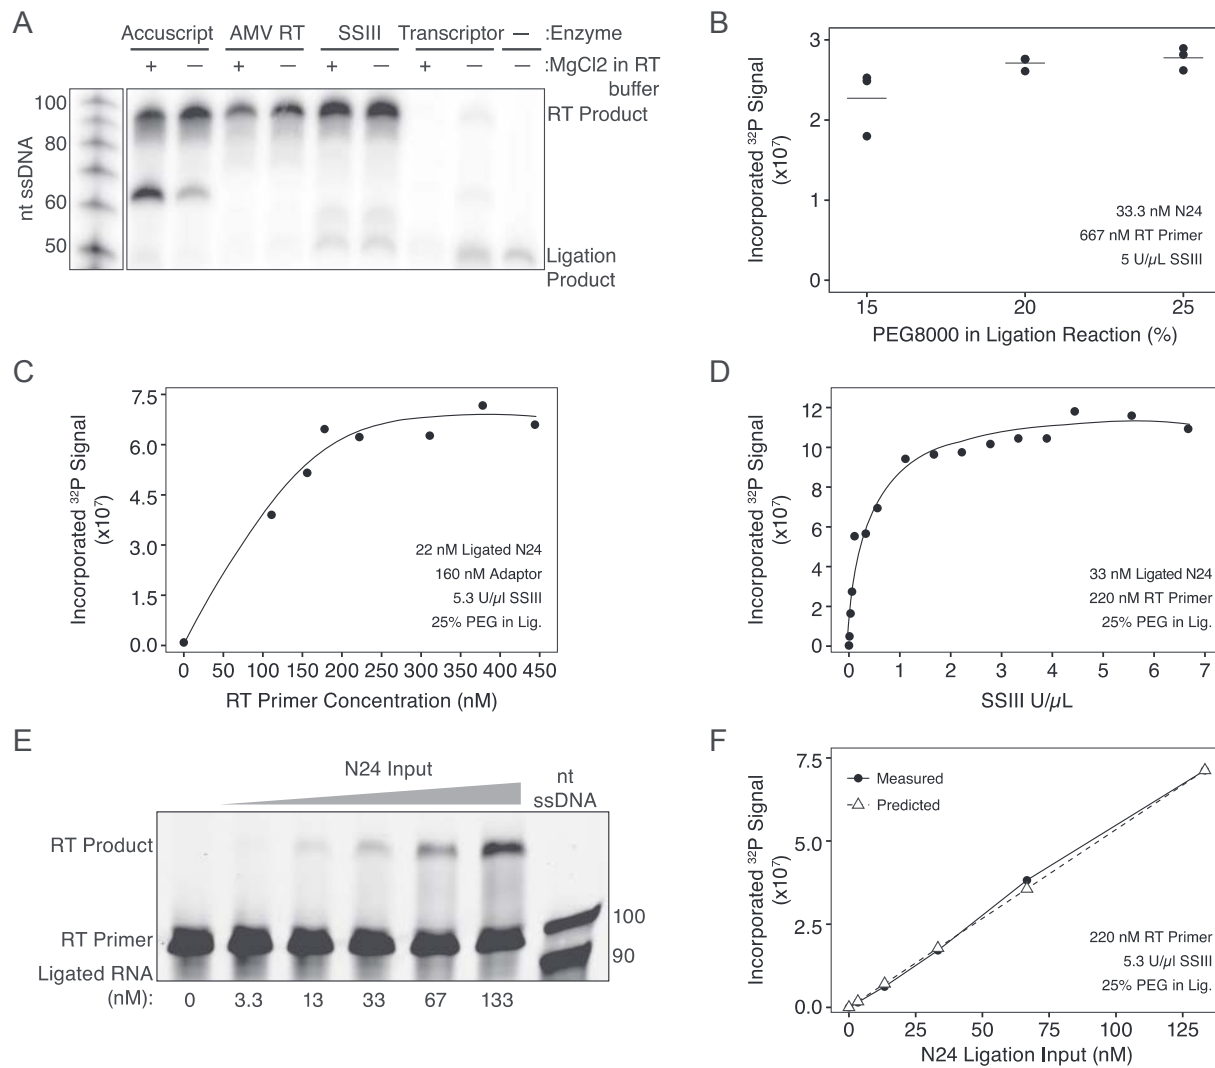 A
Accuscript AMV RT SSIII Transcriptor — :Enzyme
+ — + — + — + — — :MgCl2 in RT
buffer
100
80
60
50
nt ssDNA
RT Product
Ligation
Product
B
Incorporated ³²P Signal
(x10⁷)
3
2
1
0
33.3 nM N24
667 nM RT Primer
5 U/µL SSIII
15 20 25
PEG8000 in Ligation Reaction (%)
C
Incorporated ³²P Signal
(x10⁷)
7.5
6.0
4.5
3.0
1.5
0.0
22 nM Ligated N24
160 nM Adaptor
5.3 U/µl SSIII
25% PEG in Lig.
0 50 100 150 200 250 300 350 400 450
RT Primer Concentration (nM)
D
Incorporated ³²P Signal
(x10⁷)
12
10
8
6
4
2
0
33 nM Ligated N24
220 nM RT Primer
25% PEG in Lig.
0 1 2 3 4 5 6 7
SSIII U/µL
E
N24 Input
nt
ssDNA
RT Product
RT Primer
100
90
Ligated RNA
(nM): 0 3.3 13 33 67 133
F
Incorporated ³²P Signal
(x10⁷)
7.5
5.0
2.5
0.0
Measured
Predicted
220 nM RT Primer
5.3 U/µl SSIII
25% PEG in Lig.
0 25 50 75 100 125
N24 Ligation Input (nM)